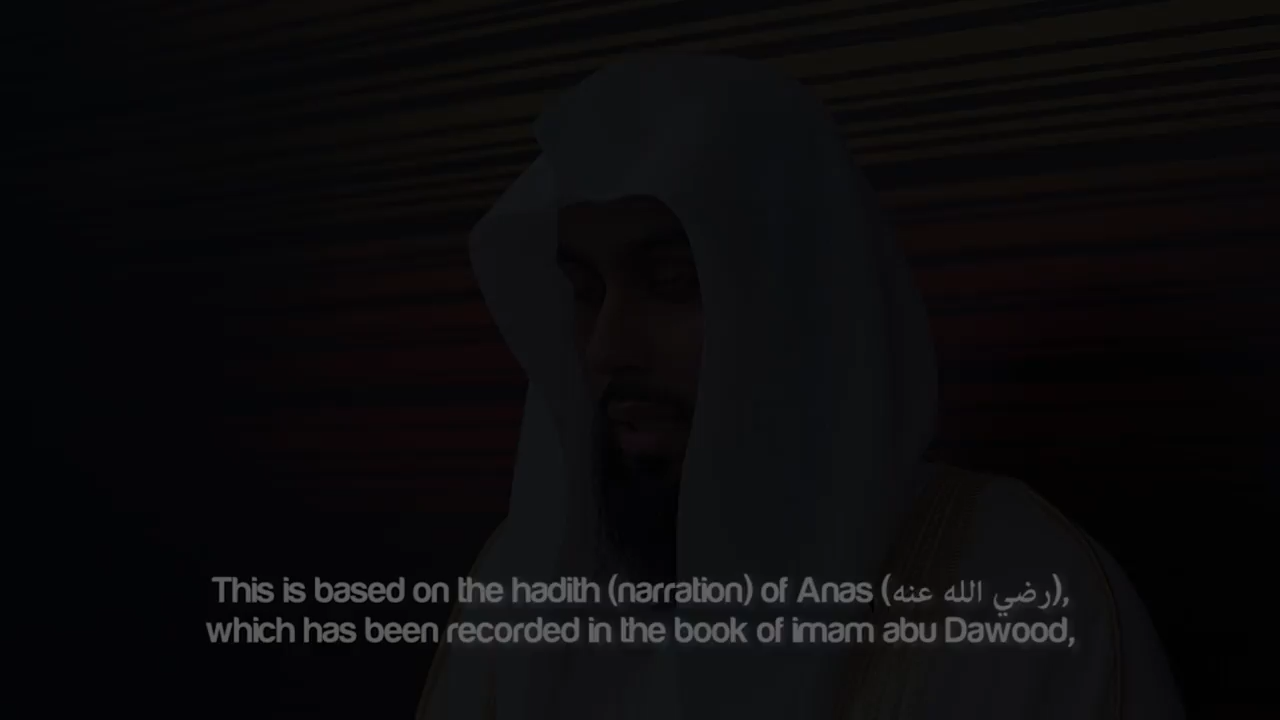 This is based on the hadith (narration) of Anas (رضي الله عنه),
which has been recorded in the book of imam abu Dawood,